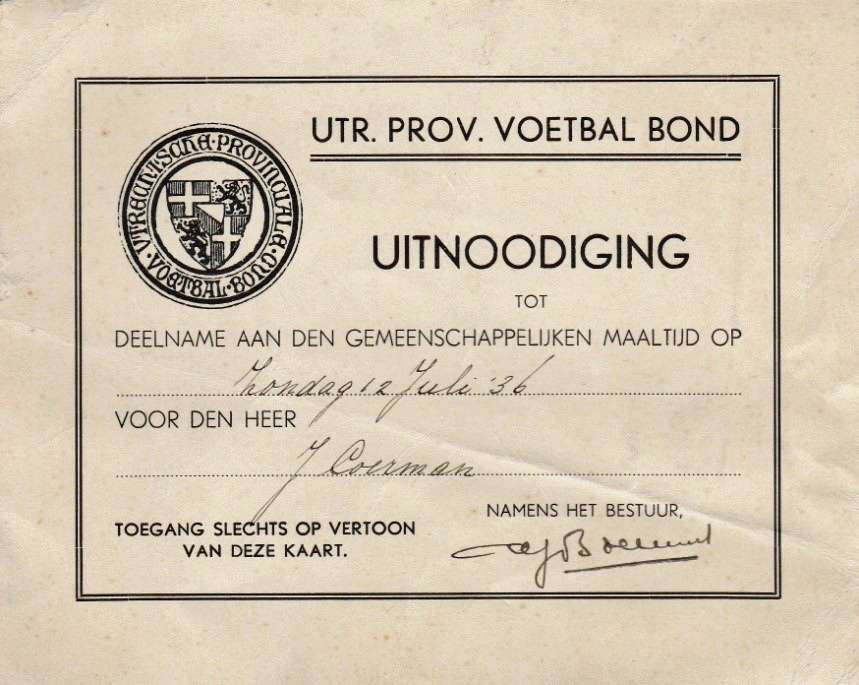 UTR. PROV. VOETBAL BOND
UTRECHTSCHE·PROVINCIALE·VOETBAL·BOND·
UITNOODIGING
TOT
DEELNAME AAN DEN GEMEENSCHAPPELIJKEN MAALTIJD OP
Zondag 12 Juli '36
VOOR DEN HEER
J Coerman
NAMENS HET BESTUUR,
TOEGANG SLECHTS OP VERTOON
VAN DEZE KAART.